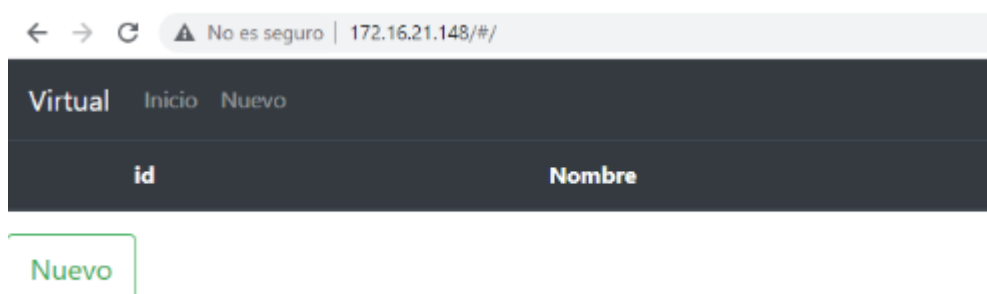 No es seguro | 172.16.21.148/#/
Virtual Inicio Nuevo
id Nombre
Nuevo